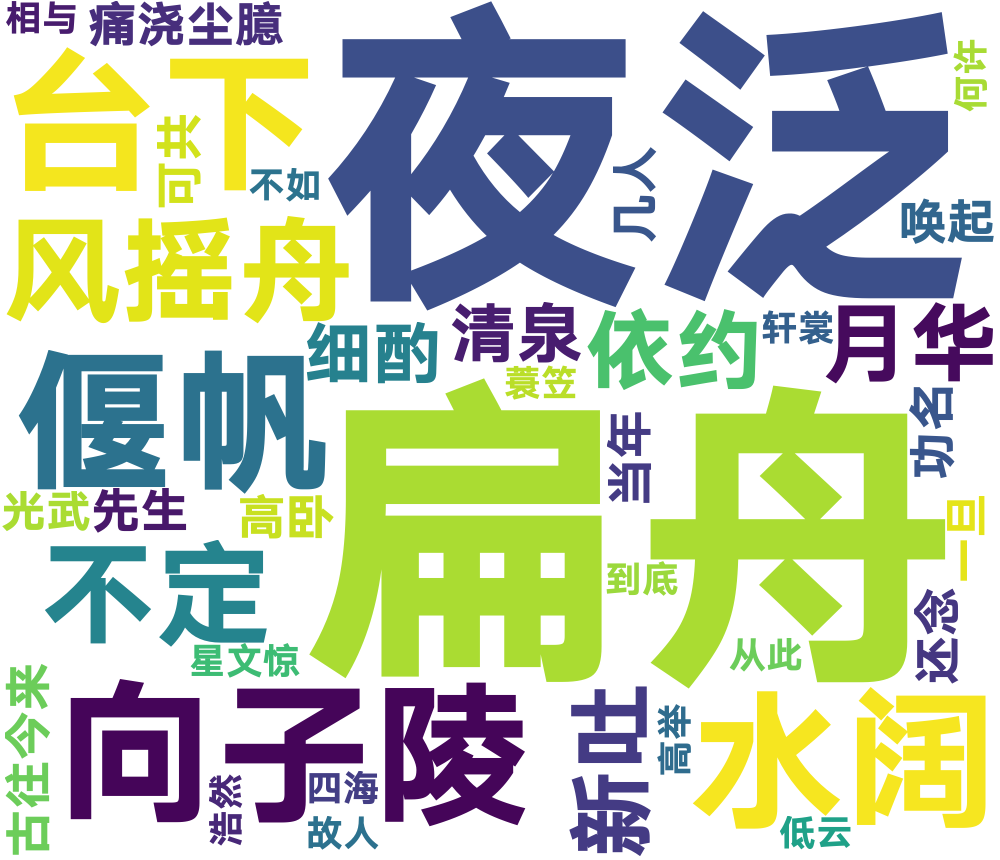 相与
痛浇尘臆
夜泛
何许
台下
可共
不如
几人
唤起
风摇舟
细酌
清泉
依约
轩裳
月华
偃帆
蓑笠
扁舟
当年
功名
光武
先生
高卧
一旦
不定
到底
还念
星文惊
从此
古往今来
向子陵
新吐
高举
水阔
浩然
四海
故人
低云